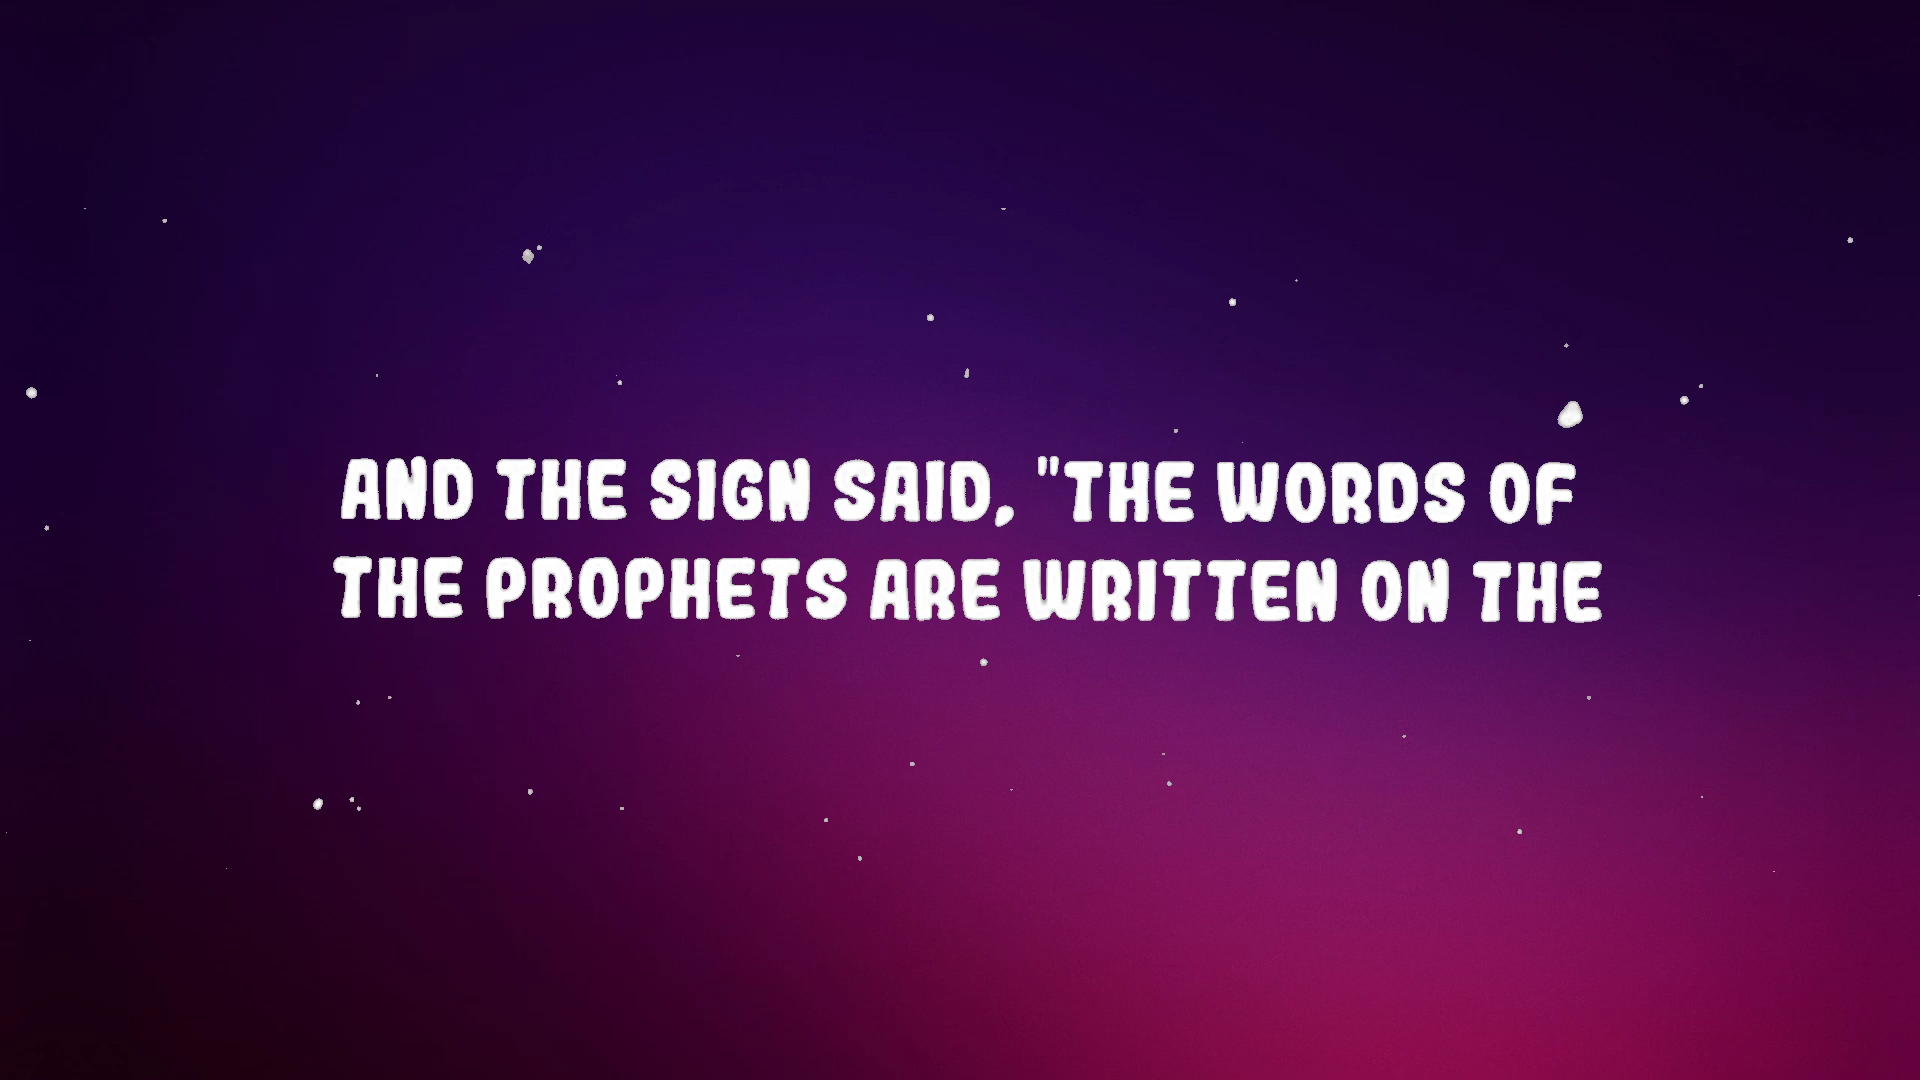 AND THE SIGN SAID, "THE WORDS OF
THE PROPHETS ARE WRITTEN ON THE